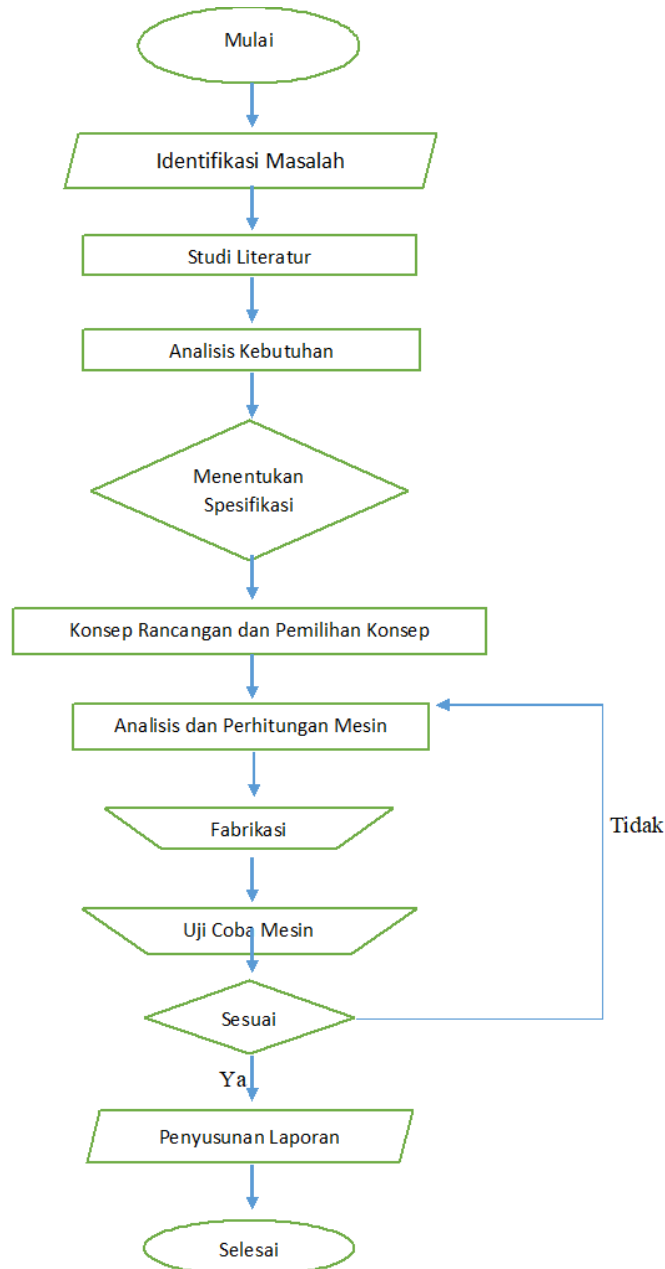 Mulai
Identifikasi Masalah
Studi Literatur
Analisis Kebutuhan
Menentukan
Spesifikasi
Konsep Rancangan dan Pemilihan Konsep
Analisis dan Perhitungan Mesin
Fabrikasi
Tidak
Uji Coba Mesin
Sesuai
Ya
Penyusunan Laporan
Selesai